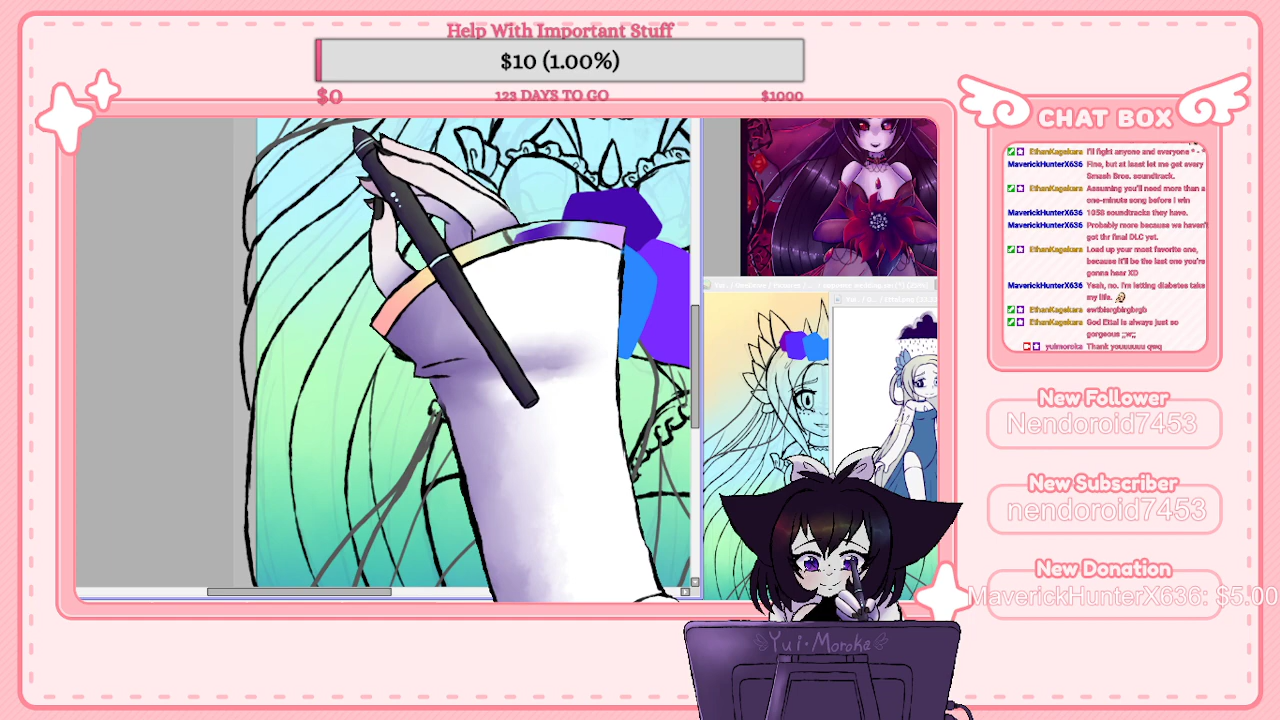 Help With Important Stuff
$10 (1.00%)
$0
123 DAYS TO GO
$1000
CHAT BOX
EthanKagekura I'll fight anyone and everyone
MaverickHunterX636 Fine, but at least let me get every
Smash Bros. soundtrack.
EthanKagekura Assuming you'll need more than a
one-minute song before I win
MaverickHunterX636 1058 soundtracks they have.
MaverickHunterX636 Probably more because we haven't
got thr final DLC yet.
EthanKagekura Load up your most favorite one,
because it'll be the last one you're
gonna hear XD
MaverickHunterX636 Yeah, no. I'm letting diabetes take
my life.
EthanKagekura
EthanKagekura God Ettal is always just so
gorgeous ;;w;;
yuimoroka Thank youuuuuu qwq
New Follower
Nendoroid7453
New Subscriber
nendoroid7453
New Donation
MaverickHunterX636: $5.00
Yui·Moroka